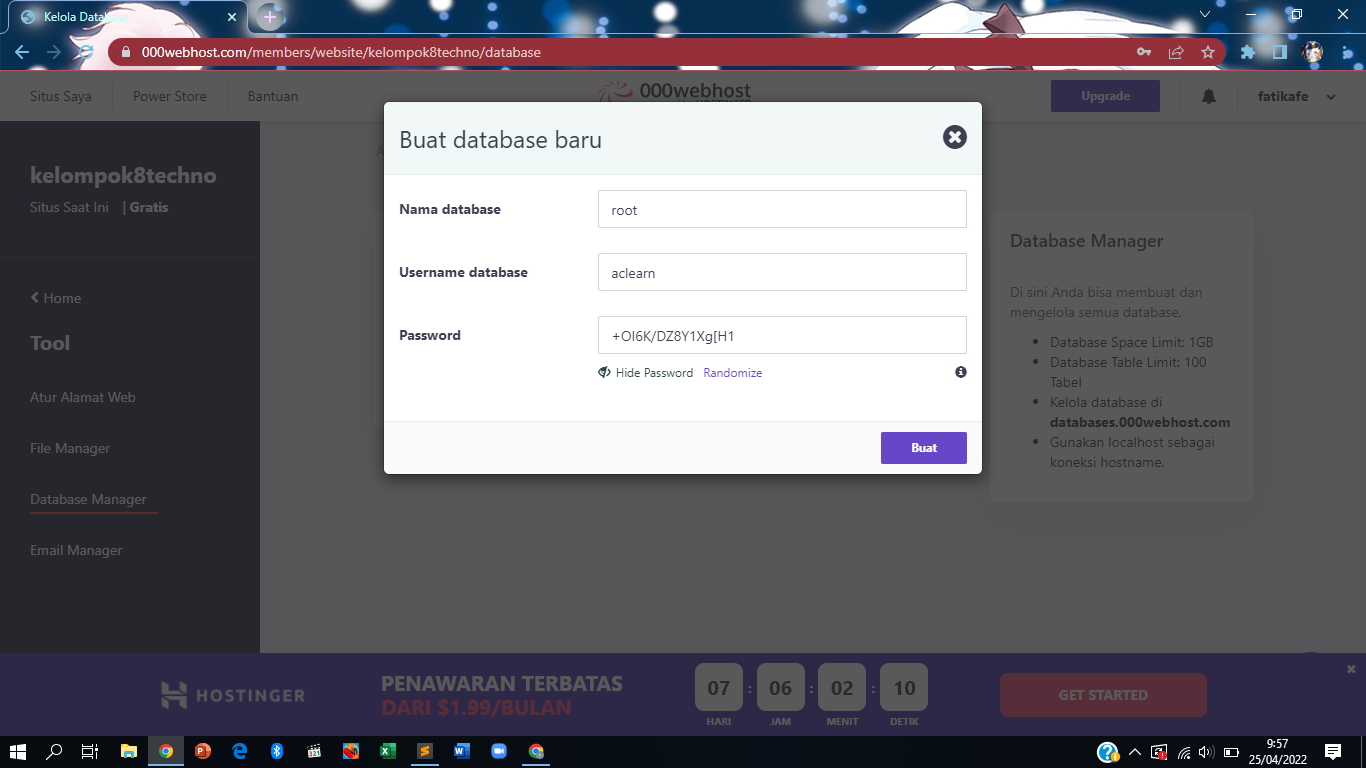 Kelola Databa
000webhost.com/members/website/kelompok8techno/database
Situs Saya
Power Store
Bantuan
000webhost
Upgrade
fatikafe
kelompok8techno
Situs Saat Ini | Gratis
Home
Tool
Atur Alamat Web
File Manager
Database Manager
Email Manager
Buat database baru
Nama database
root
Username database
aclearn
Password
+OI6K/DZ8Y1Xg[H1
Hide Password Randomize
Buat
Database Manager
Di sini Anda bisa membuat dan
mengelola semua database.
Database Space Limit: 1GB
Database Table Limit: 100
Tabel
Kelola database di
databases.000webhost.com
Gunakan localhost sebagai
koneksi hostname.
HOSTINGER
PENAWARAN TERBATAS
DARI $1.99/BULAN
07 : 06 : 02 : 10
HARI JAM MENIT DETIK
GET STARTED
9:57
25/04/2022